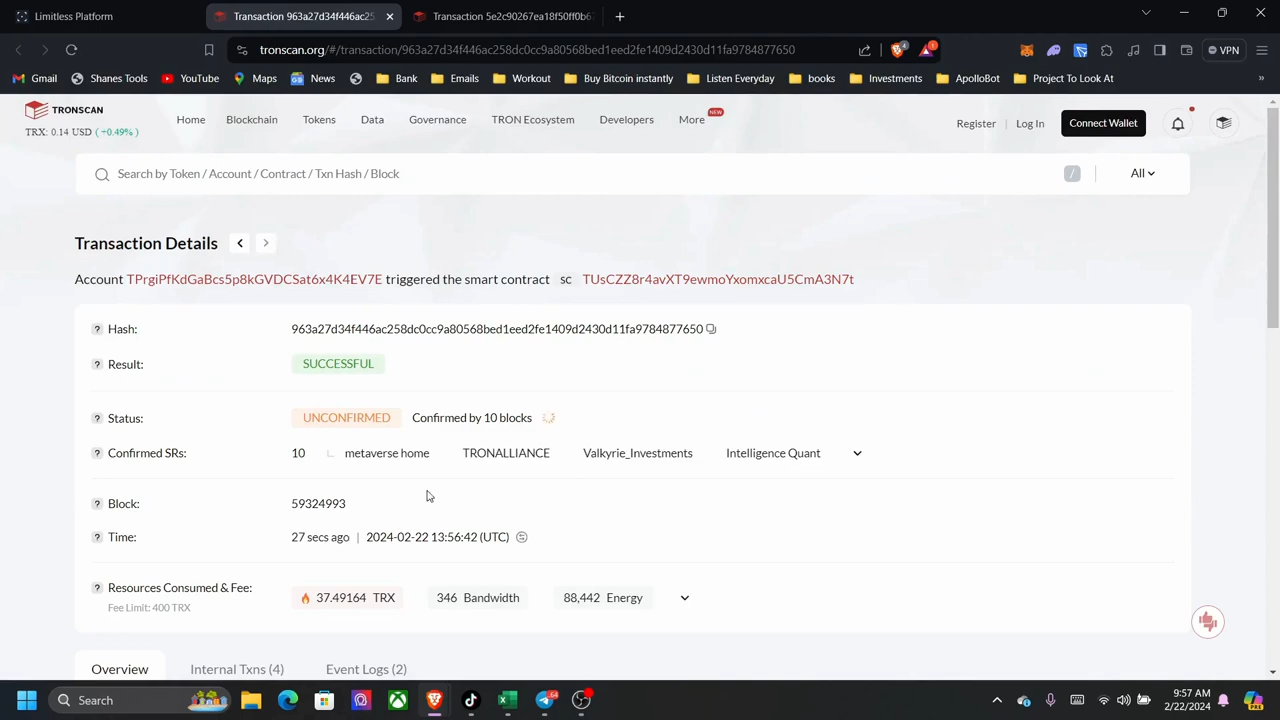 Limitless Platform
Transaction 963a27d34f446ac25
Transaction 5e2c90267ea18f50ff0b67
tronscan.org/#/transaction/963a27d34f446ac258dc0cc9a80568bed1eed2fe1409d2430d11fa9784877650
VPN
Gmail
Shanes Tools
YouTube
Maps
News
Bank
Emails
Workout
Buy Bitcoin instantly
Listen Everyday
books
Investments
ApolloBot
Project To Look At
»
TRONSCAN
TRX: 0.14 USD ( +0.49% )
Home
Blockchain
Tokens
Data
Governance
TRON Ecosystem
Developers
More
NEW
Register | Log In
Connect Wallet
Search by Token / Account / Contract / Txn Hash / Block
/
All
Transaction Details
Account TPrgiPfKdGaBcs5p8kGVDCSat6x4K4EV7E triggered the smart contract SC TUsCZZ8r4avXT9ewmoYxomxcaU5CmA3N7t
? Hash: 963a27d34f446ac258dc0cc9a80568bed1eed2fe1409d2430d11fa9784877650
? Result: SUCCESSFUL
? Status: UNCONFIRMED Confirmed by 10 blocks
? Confirmed SRs: 10 metaverse home TRONALLIANCE Valkyrie_Investments Intelligence Quant
? Block: 59324993
? Time: 27 secs ago | 2024-02-22 13:56:42 (UTC)
? Resources Consumed & Fee: 37.49164 TRX 346 Bandwidth 88,442 Energy
Fee Limit: 400 TRX
Overview
Internal Txns (4)
Event Logs (2)
Search
9:57 AM
2/22/2024